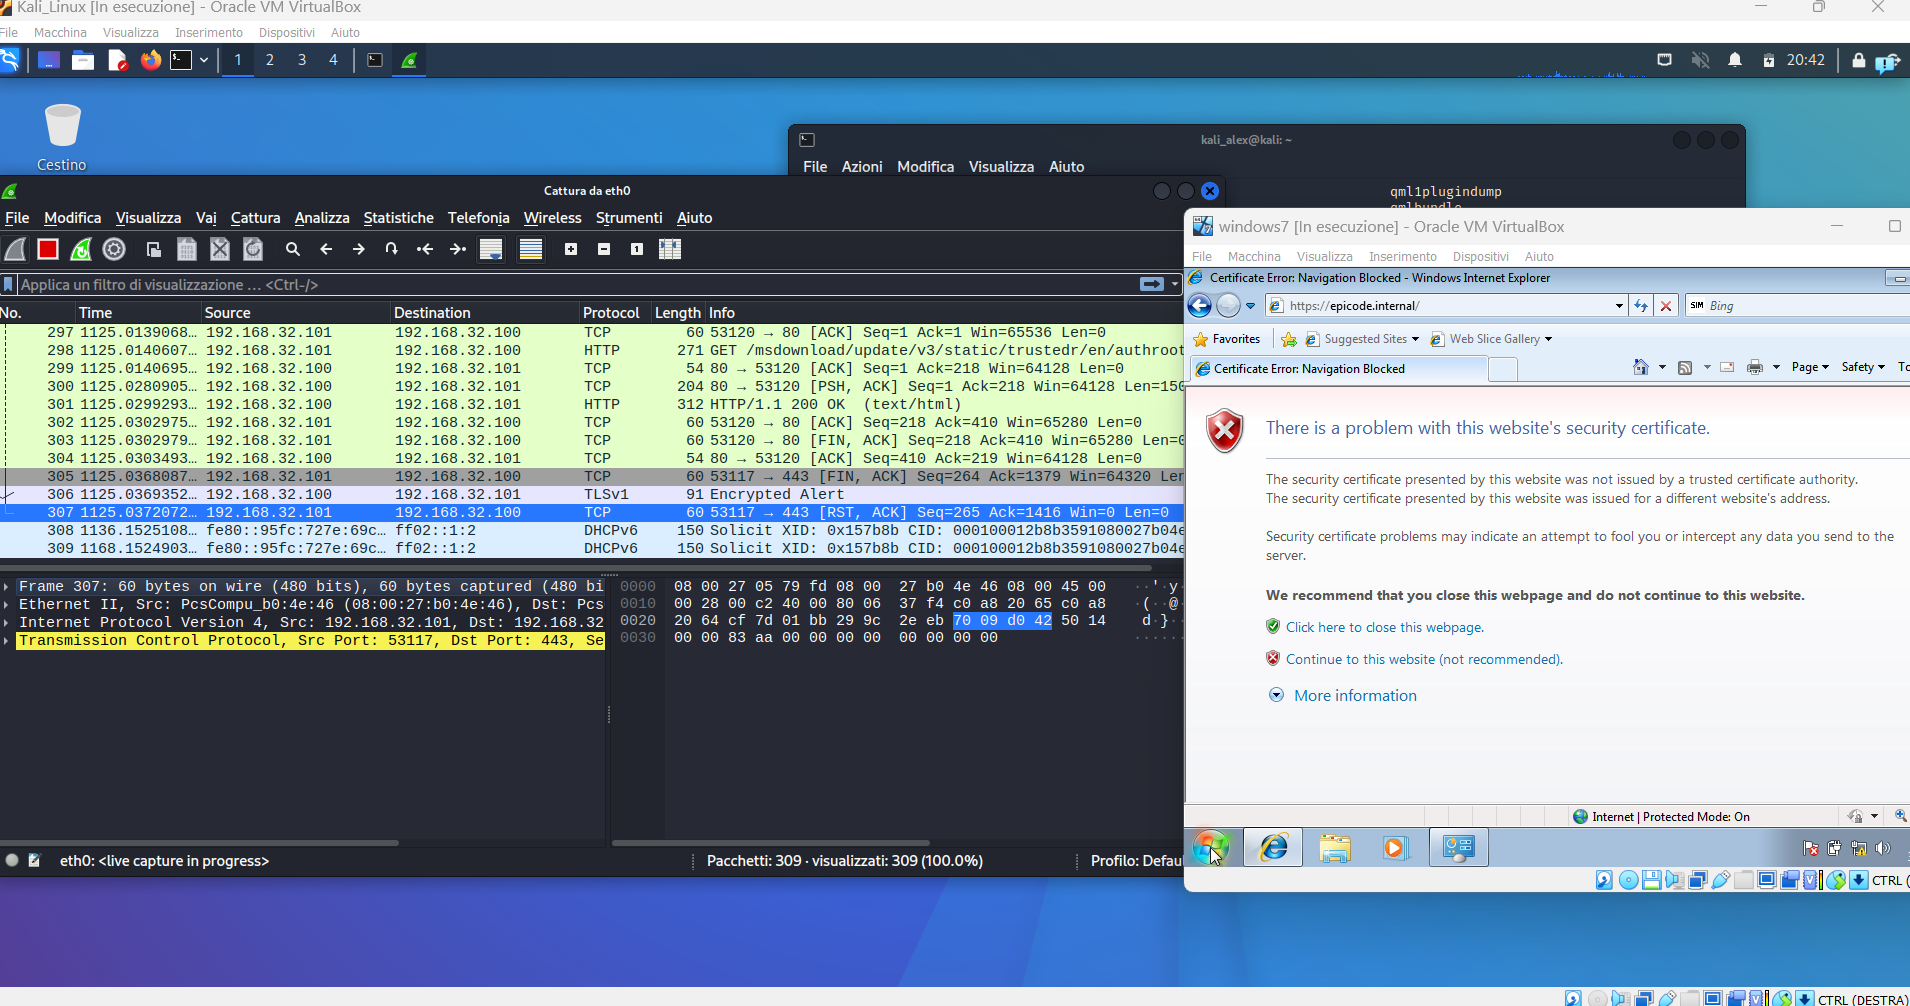 Kali_Linux [In esecuzione] - Oracle VM VirtualBox
File Macchina Visualizza Inserimento Dispositivi Aiuto
1 2 3 4
20:42
Cestino
kali_alex@kali: ~
File Azioni Modifica Visualizza Aiuto
qml1plugindump
Cattura da eth0
File Modifica Visualizza Vai Cattura Analizza Statistiche Telefonia Wireless Strumenti Aiuto
Applica un filtro di visualizzazione … <Ctrl-/>
No. Time Source Destination Protocol Length Info
297 1125.0139068… 192.168.32.101 192.168.32.100 TCP 60 53120 → 80 [ACK] Seq=1 Ack=1 Win=65536 Len=0
298 1125.0140607… 192.168.32.101 192.168.32.100 HTTP 271 GET /msdownload/update/v3/static/trustedr/en/authroot
299 1125.0140695… 192.168.32.100 192.168.32.101 TCP 54 80 → 53120 [ACK] Seq=1 Ack=218 Win=64128 Len=0
300 1125.0280905… 192.168.32.100 192.168.32.101 TCP 204 80 → 53120 [PSH, ACK] Seq=1 Ack=218 Win=64128 Len=150
301 1125.0299293… 192.168.32.100 192.168.32.101 HTTP 312 HTTP/1.1 200 OK (text/html)
302 1125.0302975… 192.168.32.101 192.168.32.100 TCP 60 53120 → 80 [ACK] Seq=218 Ack=410 Win=65280 Len=0
303 1125.0302979… 192.168.32.101 192.168.32.100 TCP 60 53120 → 80 [FIN, ACK] Seq=218 Ack=410 Win=65280 Len=0
304 1125.0303493… 192.168.32.100 192.168.32.101 TCP 54 80 → 53120 [ACK] Seq=410 Ack=219 Win=64128 Len=0
305 1125.0368087… 192.168.32.101 192.168.32.100 TCP 60 53117 → 443 [FIN, ACK] Seq=264 Ack=1379 Win=64320 Ler
306 1125.0369352… 192.168.32.100 192.168.32.101 TLSv1 91 Encrypted Alert
307 1125.0372072… 192.168.32.101 192.168.32.100 TCP 60 53117 → 443 [RST, ACK] Seq=265 Ack=1416 Win=0 Len=0
308 1136.1525108… fe80::95fc:727e:69c… ff02::1:2 DHCPv6 150 Solicit XID: 0x157b8b CID: 000100012b8b3591080027b04e
309 1168.1524903… fe80::95fc:727e:69c… ff02::1:2 DHCPv6 150 Solicit XID: 0x157b8b CID: 000100012b8b3591080027b04e
Frame 307: 60 bytes on wire (480 bits), 60 bytes captured (480 bi
Ethernet II, Src: PcsCompu_b0:4e:46 (08:00:27:b0:4e:46), Dst: Pcs
Internet Protocol Version 4, Src: 192.168.32.101, Dst: 192.168.32
Transmission Control Protocol, Src Port: 53117, Dst Port: 443, Se
0000 08 00 27 05 79 fd 08 00 27 b0 4e 46 08 00 45 00 ··'·y·
0010 00 28 00 c2 40 00 80 06 37 f4 c0 a8 20 65 c0 a8 ·(··@
0020 20 64 cf 7d 01 bb 29 9c 2e eb 70 09 d0 42 50 14 d·}··
0030 00 00 83 aa 00 00 00 00 00 00 00 00 ······
eth0: <live capture in progress>
Pacchetti: 309 · visualizzati: 309 (100.0%)
Profilo: Defau
windows7 [In esecuzione] - Oracle VM VirtualBox
File Macchina Visualizza Inserimento Dispositivi Aiuto
Certificate Error: Navigation Blocked - Windows Internet Explorer
https://epicode.internal/
SIM Bing
Favorites Suggested Sites Web Slice Gallery
Certificate Error: Navigation Blocked
Page Safety To
There is a problem with this website's security certificate.
The security certificate presented by this website was not issued by a trusted certificate authority.
The security certificate presented by this website was issued for a different website's address.
Security certificate problems may indicate an attempt to fool you or intercept any data you send to the
server.
We recommend that you close this webpage and do not continue to this website.
Click here to close this webpage.
Continue to this website (not recommended).
More information
Internet | Protected Mode: On
CTRL (
CTRL (DESTRA)